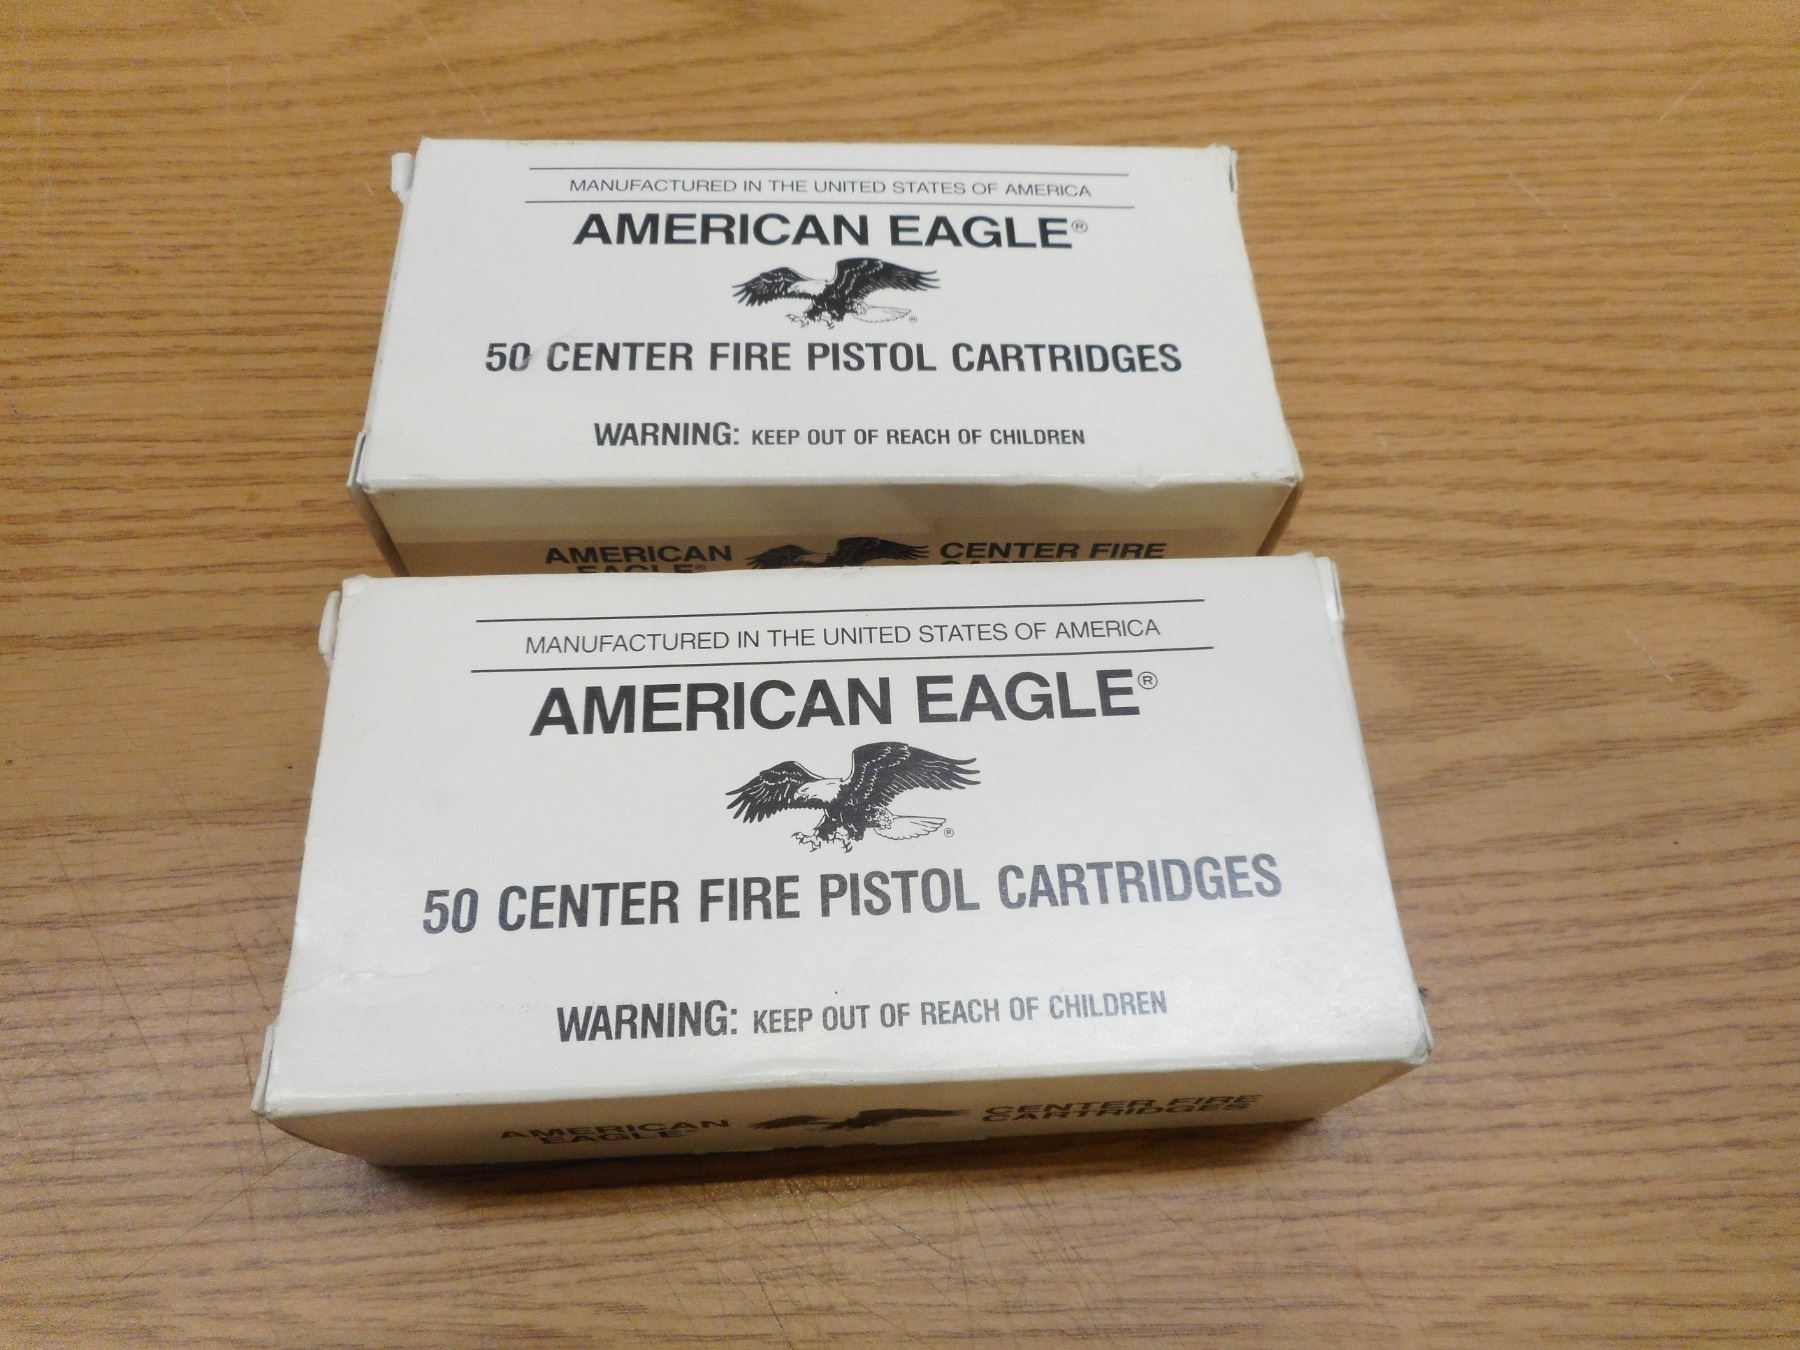 MANUFACTURED IN THE UNITED STATES OF AMERICA
AMERICAN EAGLE®
®
50 CENTER FIRE PISTOL CARTRIDGES
WARNING: KEEP OUT OF REACH OF CHILDREN
AMERICAN CENTER FIRE
EAGLE®
MANUFACTURED IN THE UNITED STATES OF AMERICA
AMERICAN EAGLE®
®
50 CENTER FIRE PISTOL CARTRIDGES
WARNING: KEEP OUT OF REACH OF CHILDREN
AMERICAN CENTER FIRE
EAGLE® CARTRIDGES